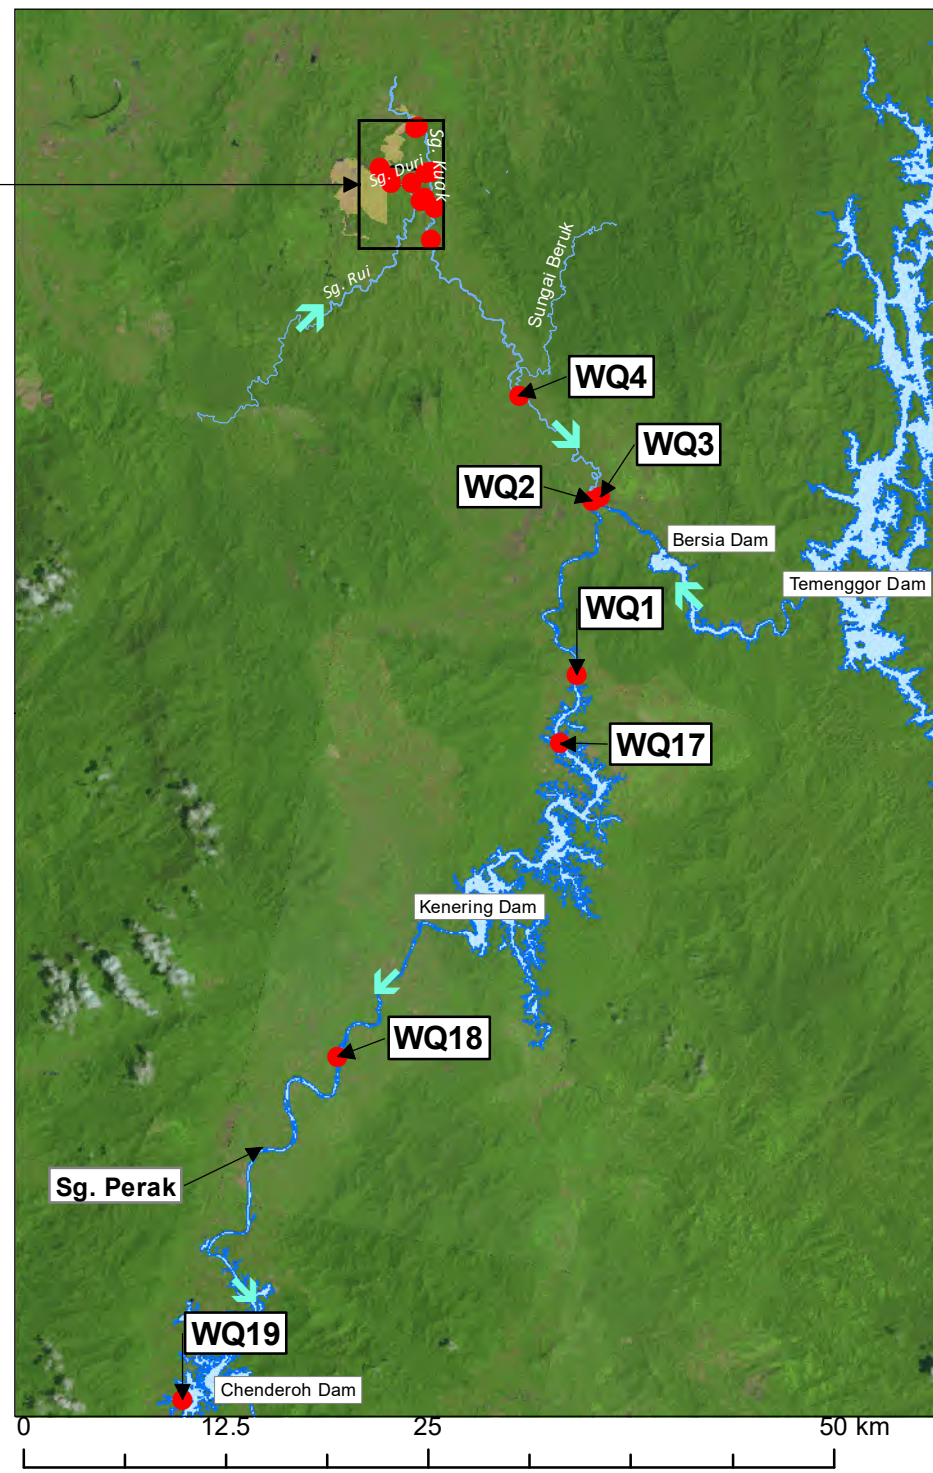 Sg. Kuak
Sg. Duri
Sungai Beruk
Sg. Rui
WQ4
WQ3
WQ2
Bersia Dam
Temenggor Dam
WQ1
WQ17
Kenering Dam
WQ18
Sg. Perak
WQ19
Chenderoh Dam
0 12.5 25 50 km